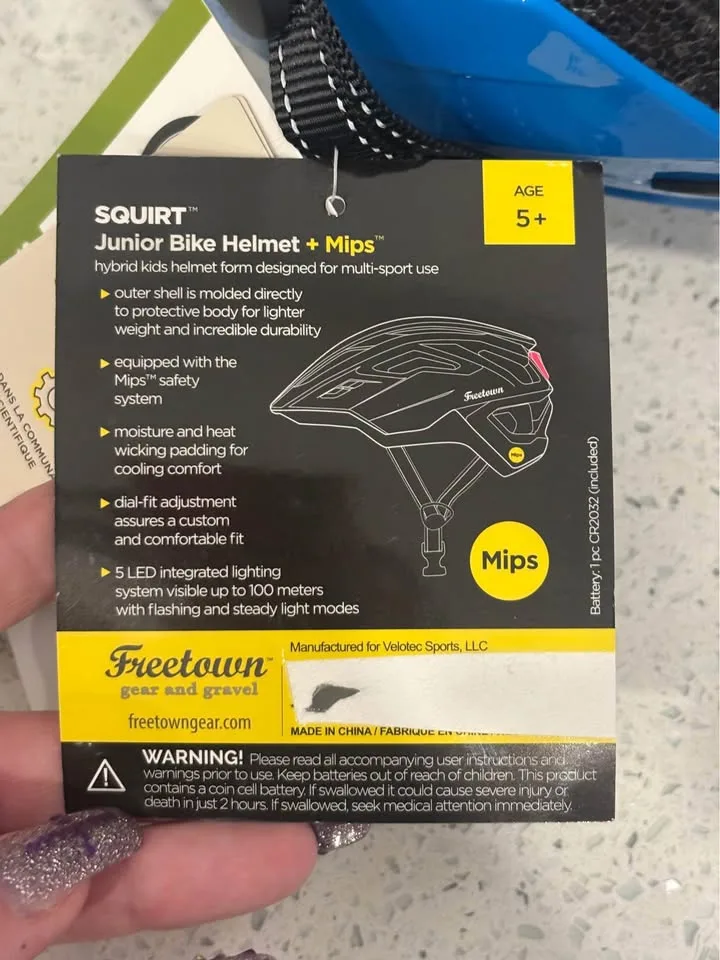 SQUIRT™
Junior Bike Helmet + Mips™
hybrid kids helmet form designed for multi-sport use
AGE
5+
▶ outer shell is molded directly
to protective body for lighter
weight and incredible durability
▶ equipped with the
Mips™ safety
system
▶ moisture and heat
wicking padding for
cooling comfort
▶ dial-fit adjustment
assures a custom
and comfortable fit
▶ 5 LED integrated lighting
system visible up to 100 meters
with flashing and steady light modes
Freetown
Mips
Mips
Battery: 1 pc CR2032 (included)
Freetown™
gear and gravel
freetowngear.com
Manufactured for Velotec Sports, LLC
MADE IN CHINA / FABRIQUÉ EN
WARNING! Please read all accompanying user instructions and
warnings prior to use. Keep batteries out of reach of children. This product
contains a coin cell battery. If swallowed it could cause severe injury or
death in just 2 hours. If swallowed, seek medical attention immediately.
DANS LA